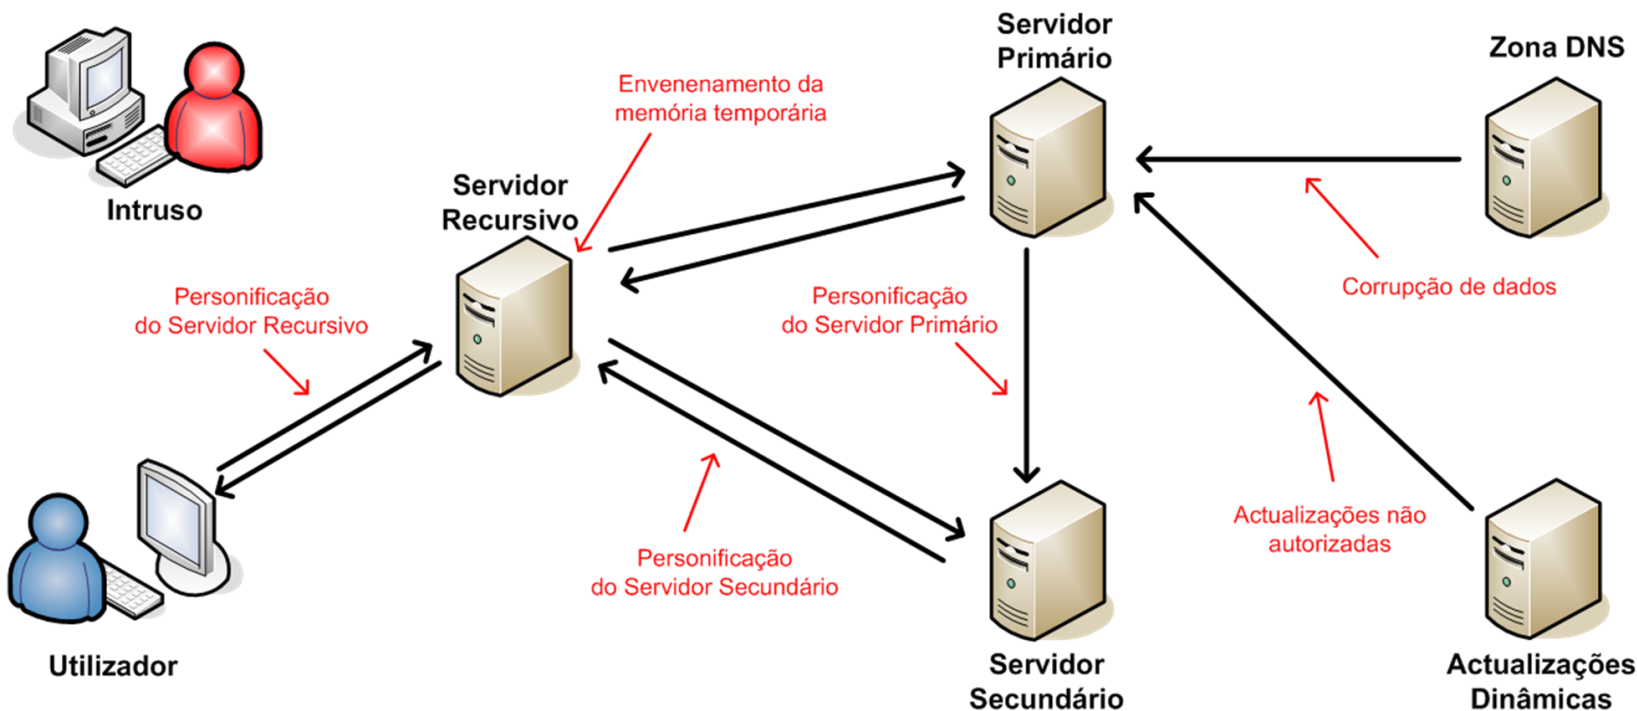 Servidor
Primário
Zona DNS
Envenenamento da
memória temporária
Servidor
Recursivo
Intruso
Personificação
do Servidor Recursivo
Personificação
do Servidor Primário
Corrupção de dados
Actualizações não
autorizadas
Personificação
do Servidor Secundário
Utilizador
Servidor
Secundário
Actualizações
Dinâmicas